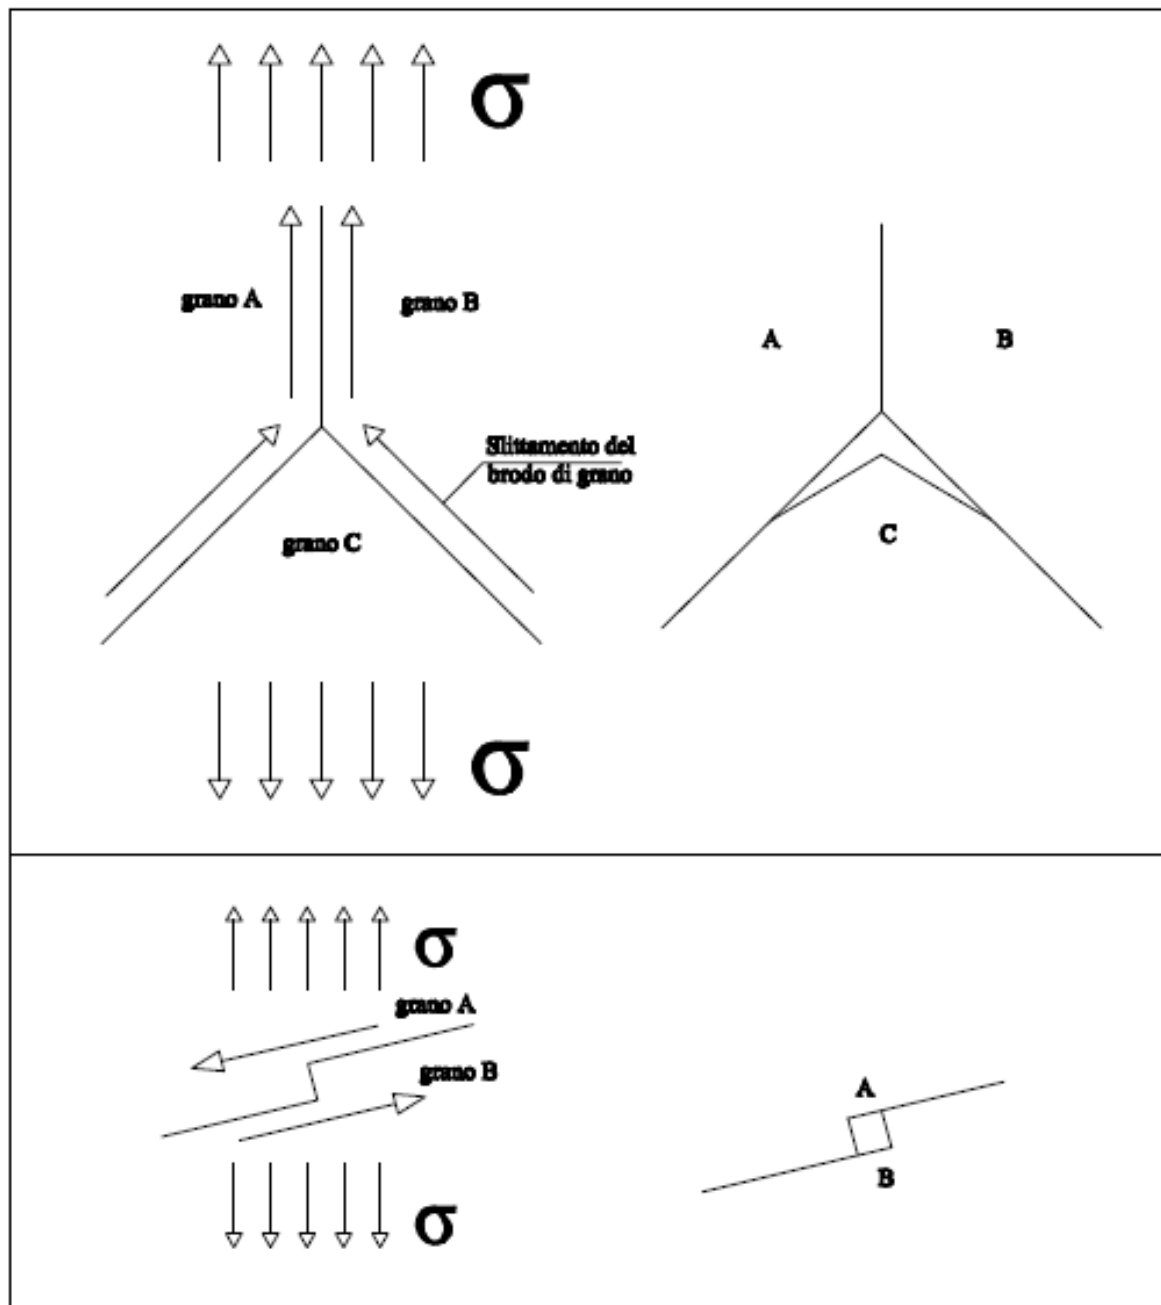 σ
grano A
grano B
Slittamento del
brodo di grano
grano C
σ
A
B
C
σ
grano A
grano B
σ
A
B